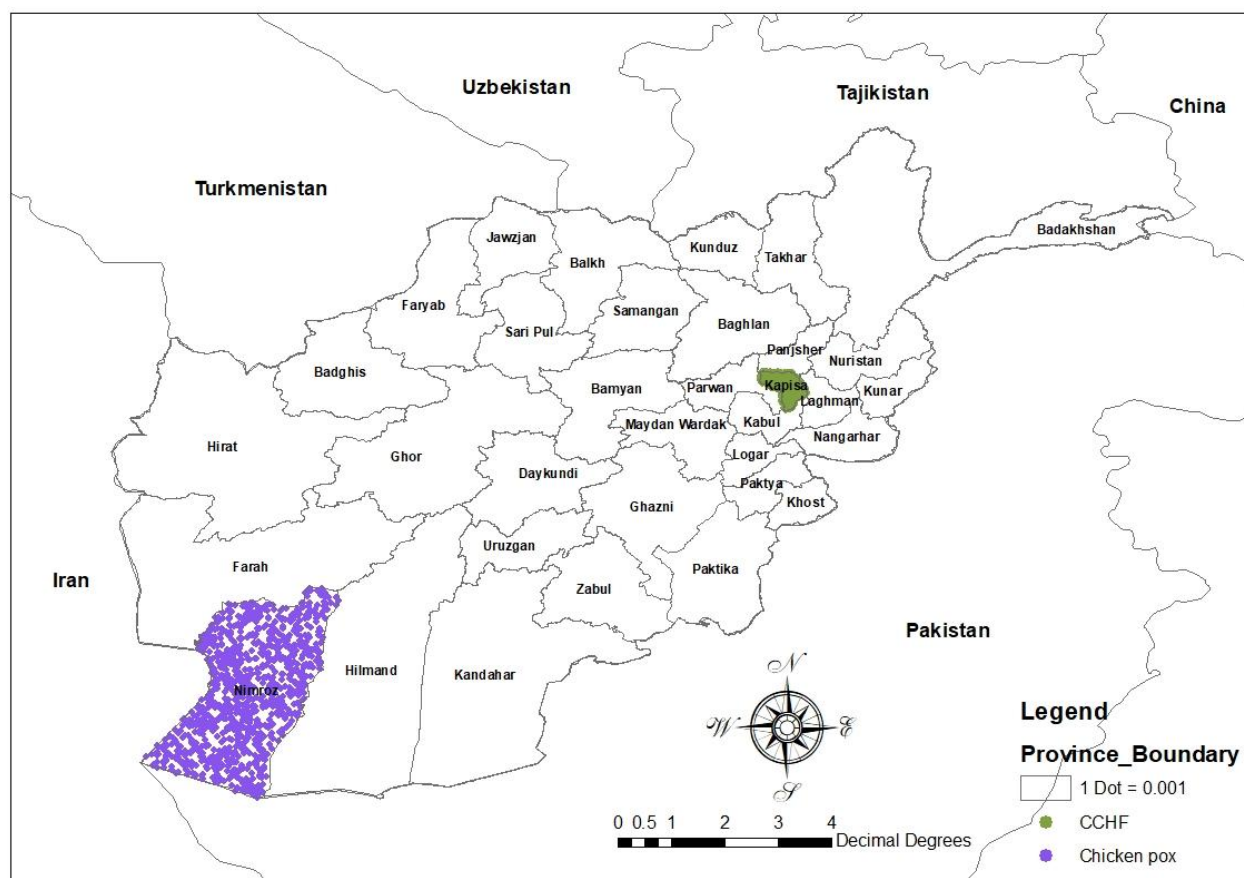 Uzbekistan
Tajikistan
China
Turkmenistan
Jawzjan
Balkh
Kunduz
Takhar
Badakhshan
Faryab
Sari Pul
Samangan
Baghlan
Panjsher
Nuristan
Badghis
Bamyan
Parwan
Kapisa
Laghman
Kunar
Hirat
Ghor
Maydan Wardak
Kabul
Nangarhar
Logar
Daykundi
Paktya
Khost
Ghazni
Uruzgan
Iran
Farah
Zabul
Paktika
Pakistan
Nimroz
Hilmand
Kandahar
N
W
E
S
Legend
Province_Boundary
1 Dot = 0.001
CCHF
Chicken pox
0 0.5 1 2 3 4
Decimal Degrees